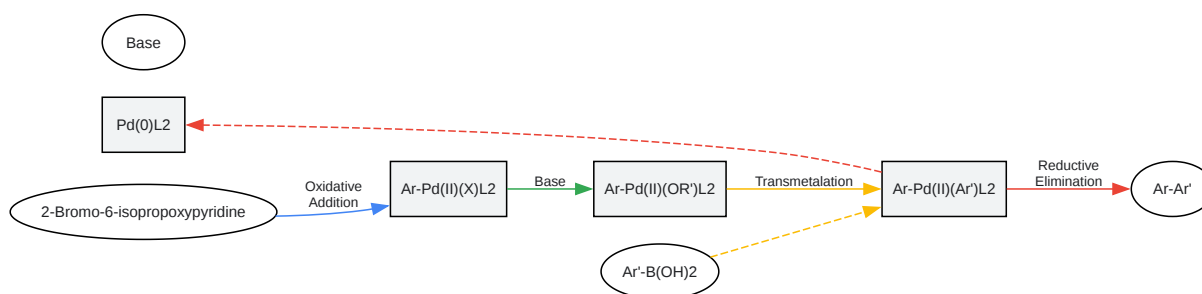 Base
Pd(0)L2
2-Bromo-6-isopropoxypyridine
Oxidative
Addition
Ar-Pd(II)(X)L2
Base
Ar-Pd(II)(OR')L2
Transmetalation
Ar'-B(OH)2
Ar-Pd(II)(Ar')L2
Reductive
Elimination
Ar-Ar'